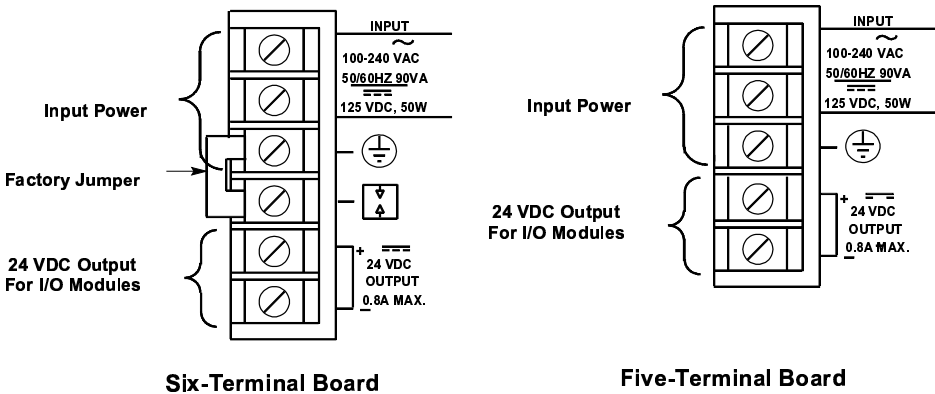 INPUT
100-240 VAC
50/60HZ 90VA
125 VDC, 50W
Input Power
Factory Jumper
24 VDC Output
For I/O Modules
+
24 VDC
OUTPUT
0.8A MAX.
Six-Terminal Board
INPUT
100-240 VAC
50/60HZ 90VA
125 VDC, 50W
Input Power
24 VDC Output
For I/O Modules
+
24 VDC
OUTPUT
0.8A MAX.
Five-Terminal Board